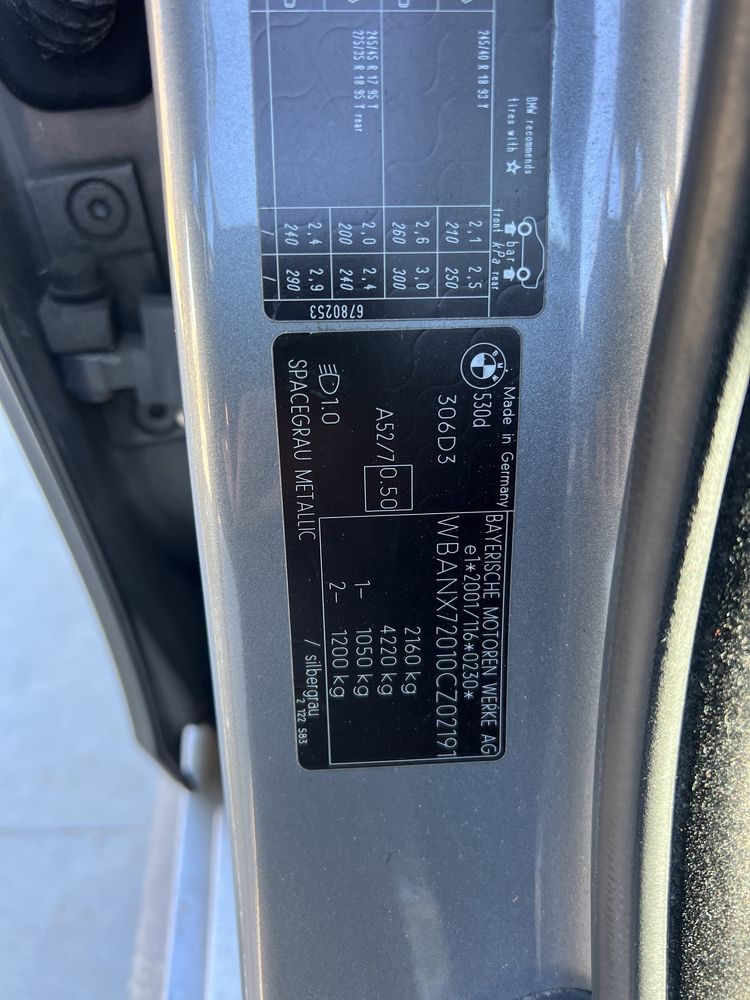 BMW recommends
tires with ☆
bar
front kPa rear
245/40 R 18 93 Y
2,1 2,5
210 250
2,6 3,0
260 300
245/45 R 17 95 Y
275/35 R 18 95 Y rear
2,0 2,4
200 240
2,4 2,9
240 290
/ /
6780253
Made in Germany
BMW
530d
306D3
A52/7 0.50
1.0
SPACEGRAU METALLIC
BAYERISCHE MOTOREN WERKE AG
e1*2001/116*0230*
WBANX72010CZ02191
2160 kg
4220 kg
1- 1050 kg
2- 1200 kg
/ silbergrau
2 122 583